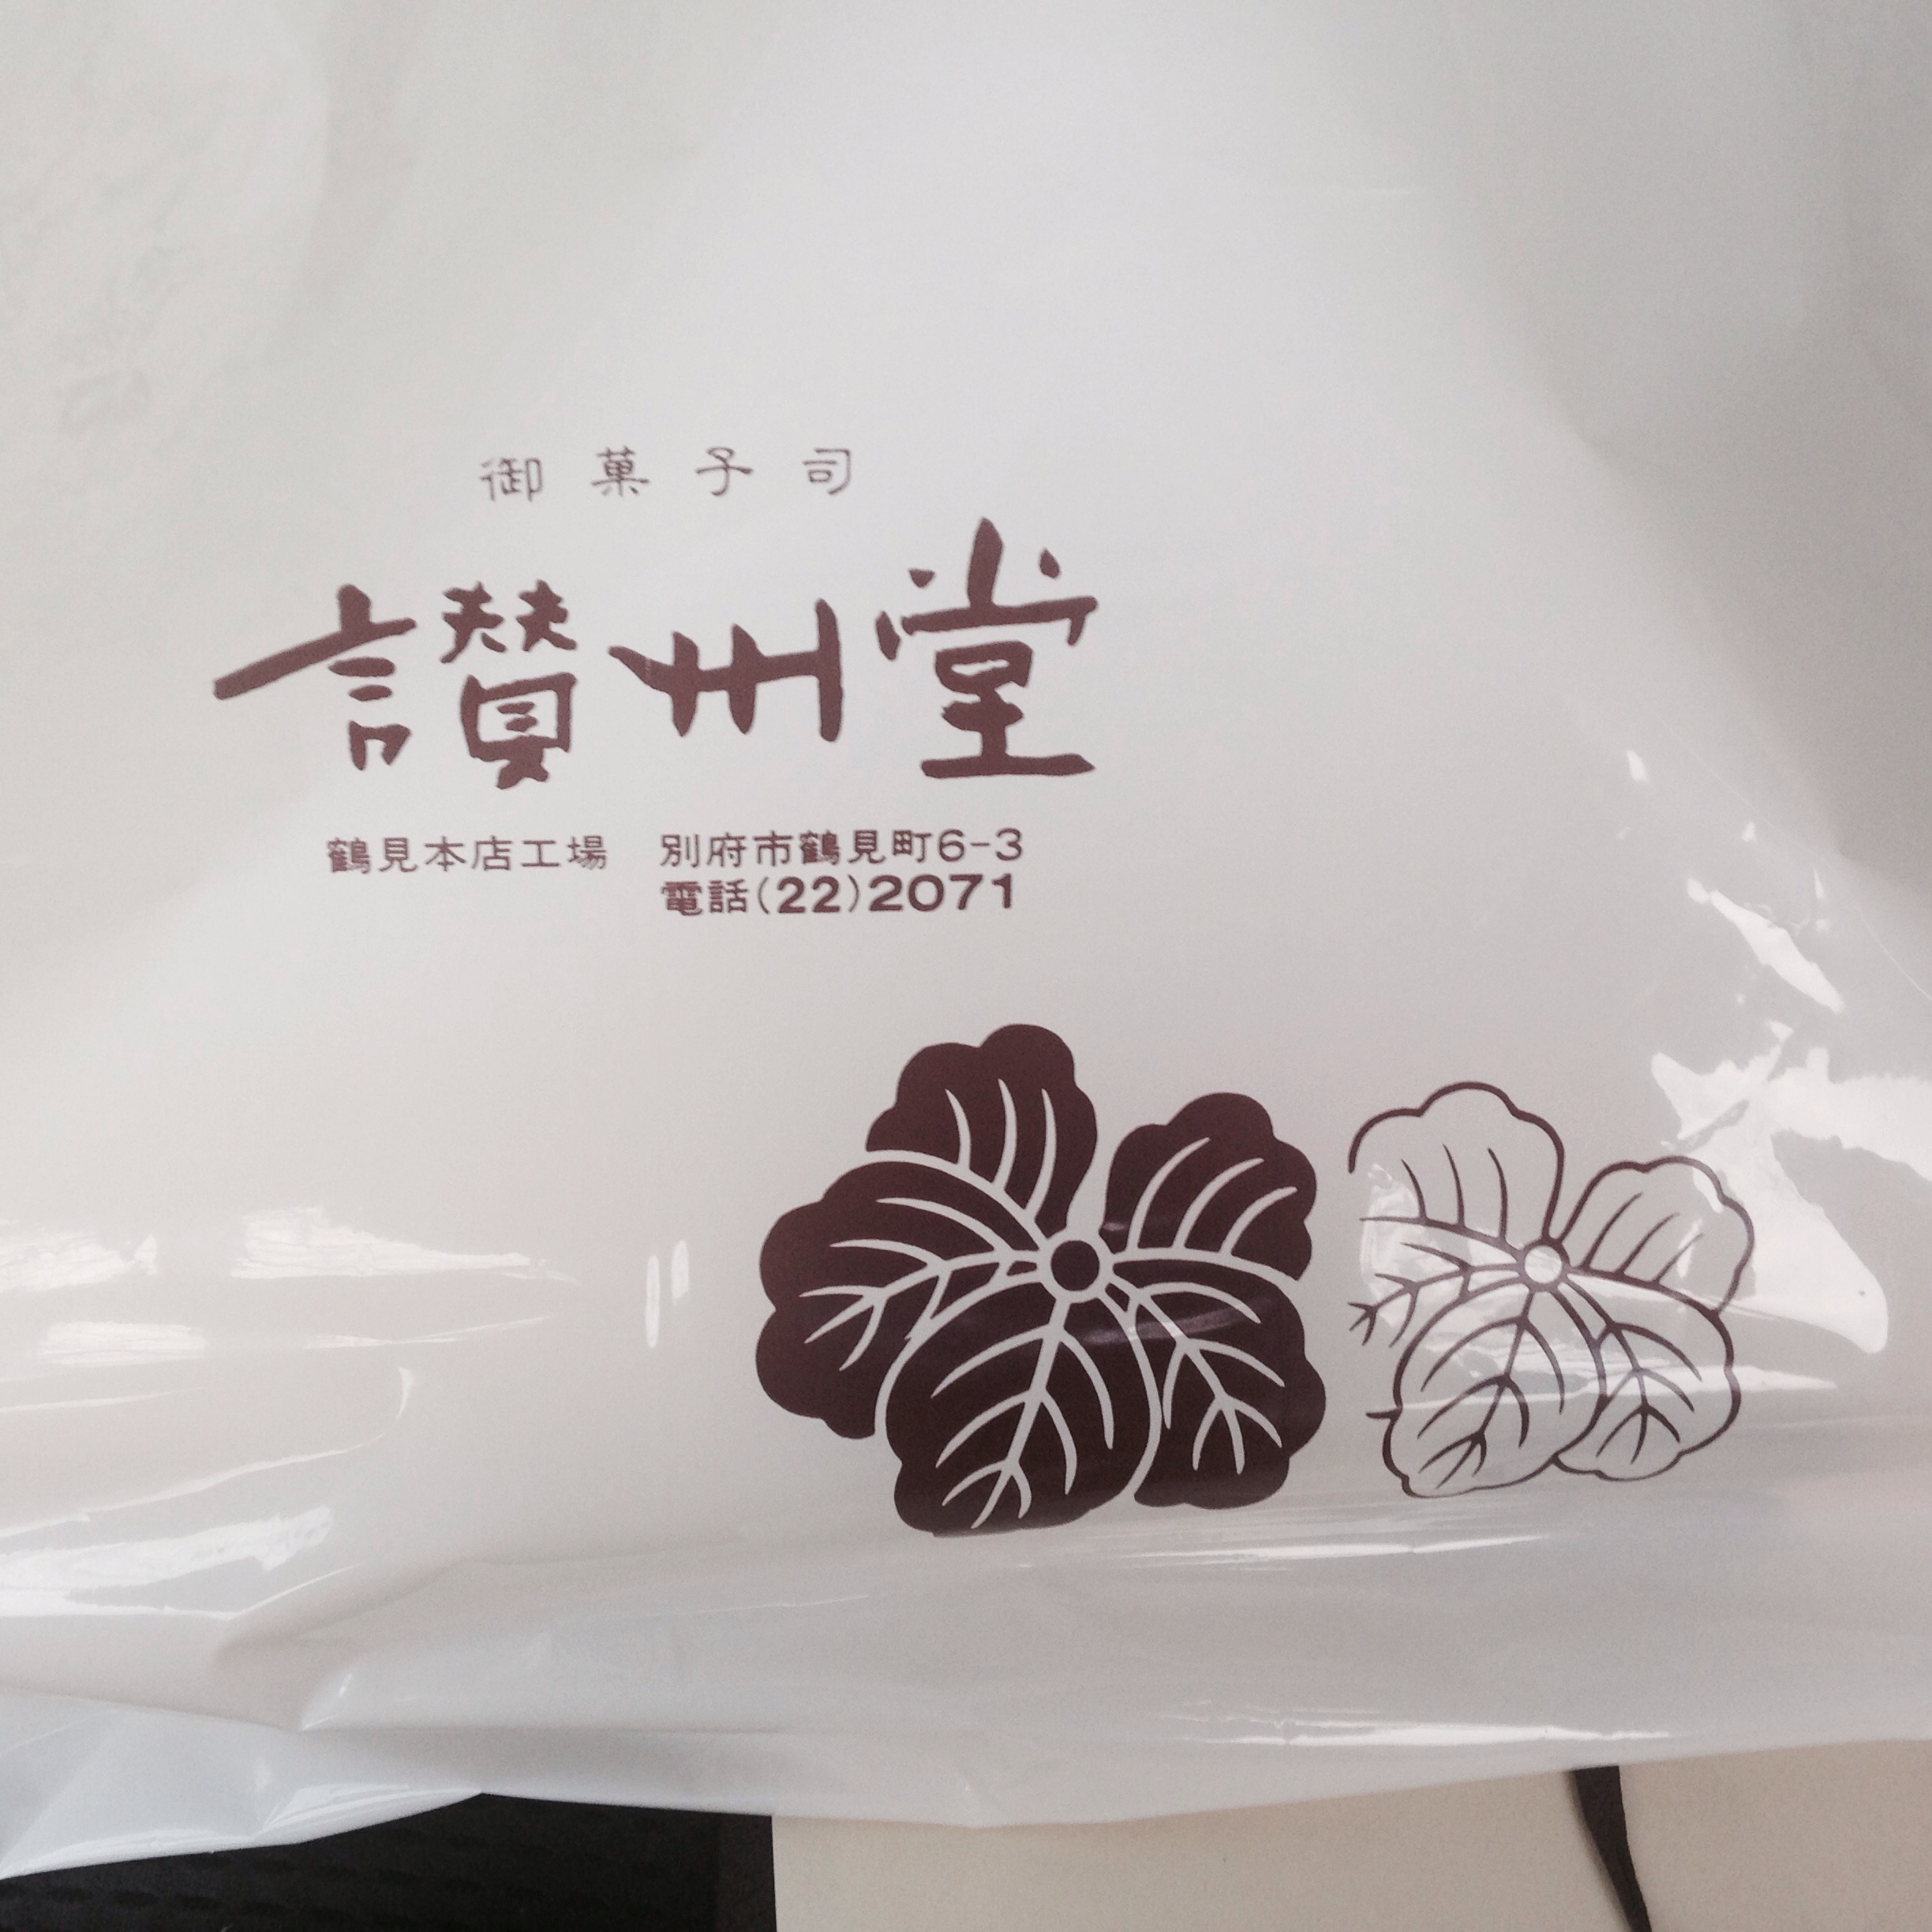 御菓子司
讃州堂
鶴見本店工場　別府市鶴見町6-3
電話(22)2071